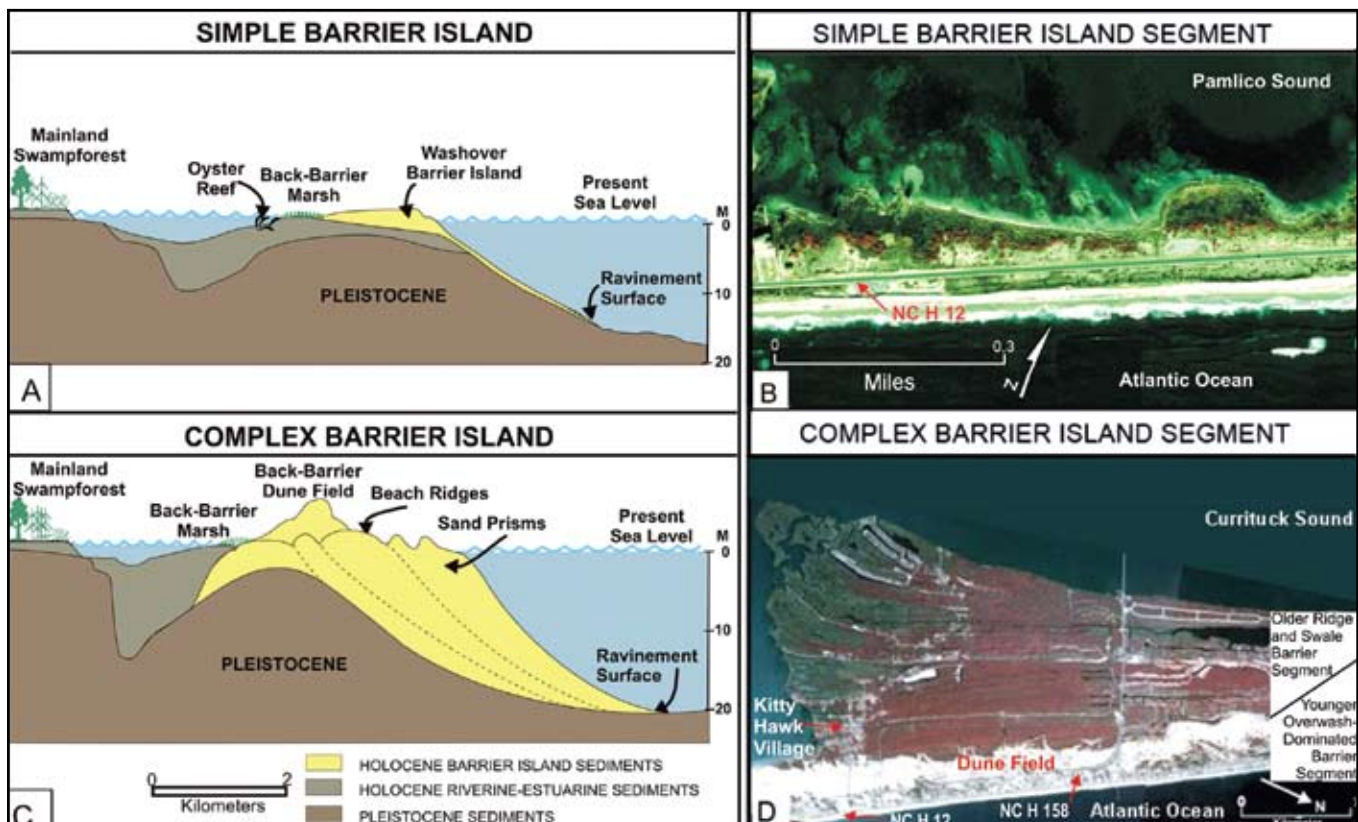 SIMPLE BARRIER ISLAND
Mainland
Swampforest
Oyster
Reef
Back-Barrier
Marsh
Washover
Barrier Island
Present
Sea Level
M
0
10
20
PLEISTOCENE
Ravinement
Surface
A
SIMPLE BARRIER ISLAND SEGMENT
Pamlico Sound
NC H 12
0
0.3
Miles
N
Atlantic Ocean
B
COMPLEX BARRIER ISLAND
Mainland
Swampforest
Back-Barrier
Marsh
Back-Barrier
Dune Field
Beach Ridges
Sand Prisms
Present
Sea Level
M
0
10
20
PLEISTOCENE
Ravinement
Surface
0
2
Kilometers
HOLOCENE BARRIER ISLAND SEDIMENTS
HOLOCENE RIVERINE-ESTUARINE SEDIMENTS
PLEISTOCENE SEDIMENTS
C
COMPLEX BARRIER ISLAND SEGMENT
Currituck Sound
Older Ridge
and Swale
Barrier
Segment
Younger
Overwash-
Dominated
Barrier
Segment
Kitty
Hawk
Village
Dune Field
NC H 12
NC H 158
Atlantic Ocean
N
0
D